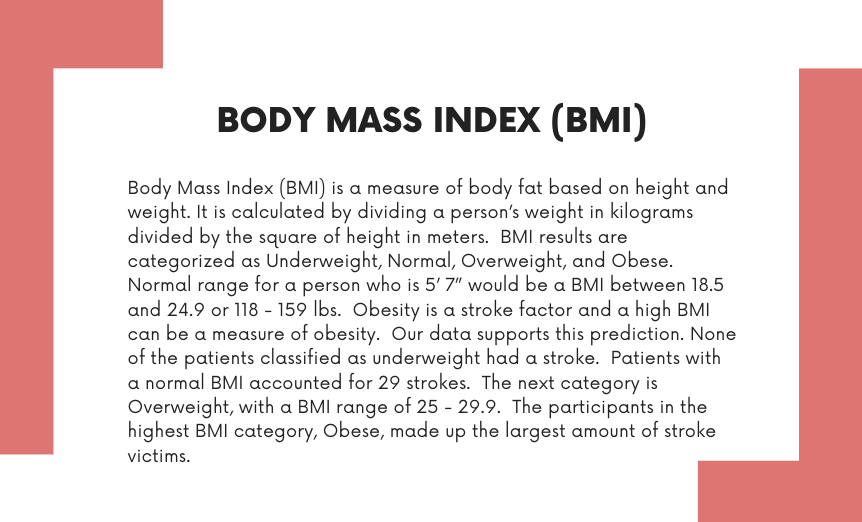 BODY MASS INDEX (BMI)
Body Mass Index (BMI) is a measure of body fat based on height and
weight. It is calculated by dividing a person’s weight in kilograms
divided by the square of height in meters.  BMI results are
categorized as Underweight, Normal, Overweight, and Obese.
Normal range for a person who is 5’ 7” would be a BMI between 18.5
and 24.9 or 118 - 159 lbs.  Obesity is a stroke factor and a high BMI
can be a measure of obesity.  Our data supports this prediction. None
of the patients classified as underweight had a stroke.  Patients with
a normal BMI accounted for 29 strokes.  The next category is
Overweight, with a BMI range of 25 - 29.9.  The participants in the
highest BMI category, Obese, made up the largest amount of stroke
victims.